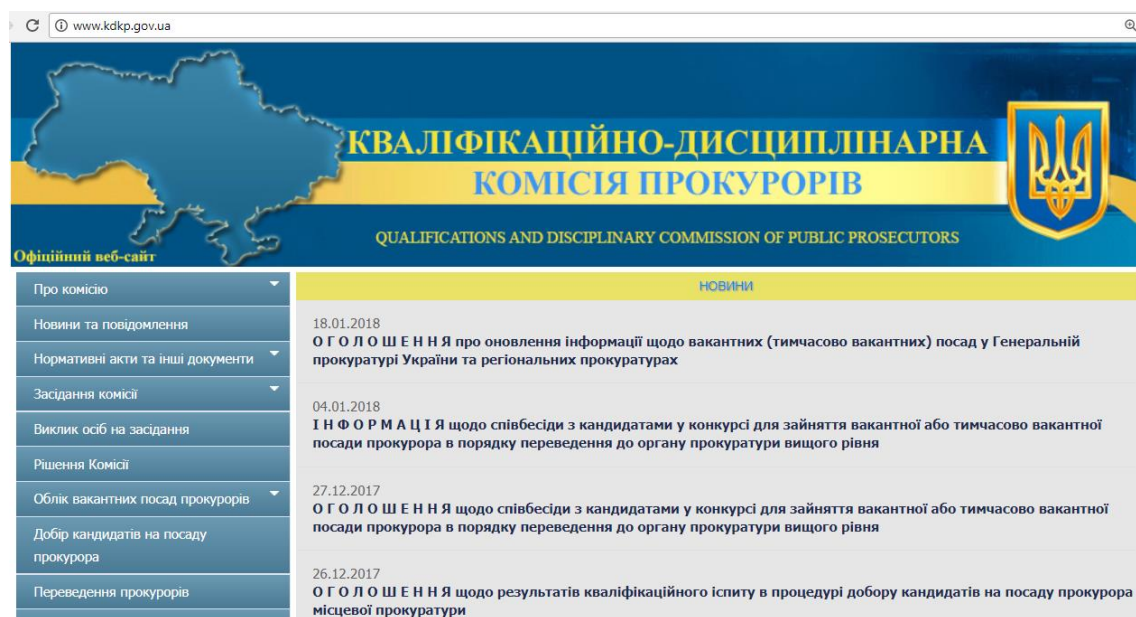 www.kdkp.gov.ua
КВАЛІФІКАЦІЙНО-ДИСЦИПЛІНАРНА
КОМІСІЯ ПРОКУРОРІВ
QUALIFICATIONS AND DISCIPLINARY COMMISSION OF PUBLIC PROSECUTORS
Офіційний веб-сайт
Про комісію
Новини та повідомлення
Нормативні акти та інші документи
Засідання комісії
Виклик осіб на засідання
Рішення Комісії
Облік вакантних посад прокурорів
Добір кандидатів на посаду
прокурора
Переведення прокурорів
НОВИНИ
18.01.2018
О Г О Л О Ш Е Н Н Я про оновлення інформації щодо вакантних (тимчасово вакантних) посад у Генеральній
прокуратурі України та регіональних прокуратурах
04.01.2018
І Н Ф О Р М А Ц І Я щодо співбесіди з кандидатами у конкурсі для зайняття вакантної або тимчасово вакантної
посади прокурора в порядку переведення до органу прокуратури вищого рівня
27.12.2017
О Г О Л О Ш Е Н Н Я щодо співбесіди з кандидатами у конкурсі для зайняття вакантної або тимчасово вакантної
посади прокурора в порядку переведення до органу прокуратури вищого рівня
26.12.2017
О Г О Л О Ш Е Н Н Я щодо результатів кваліфікаційного іспиту в процедурі добору кандидатів на посаду прокурора
місцевої прокуратури